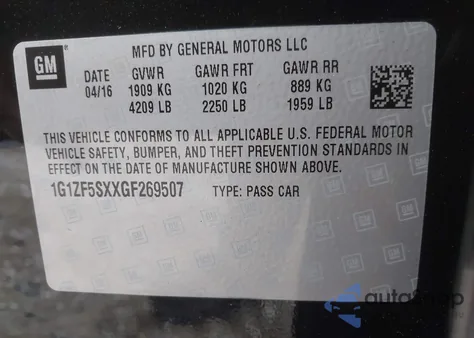 GM
MFD BY GENERAL MOTORS LLC
DATE GVWR GAWR FRT GAWR RR
04/16 1909 KG 1020 KG 889 KG
4209 LB 2250 LB 1959 LB
THIS VEHICLE CONFORMS TO ALL APPLICABLE U.S. FEDERAL MOTOR
VEHICLE SAFETY, BUMPER, AND THEFT PREVENTION STANDARDS IN
EFFECT ON THE DATE OF MANUFACTURE SHOWN ABOVE.
1G1ZF5SXXGF269507 TYPE: PASS CAR